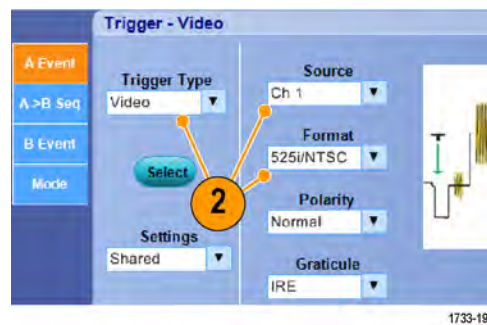 Trigger - Video
A Event
A->B Seq
B Event
Mode
Trigger Type
Video
Select
Settings
Shared
Source
Ch 1
Format
525i/NTSC
Polarity
Normal
Graticule
IRE
2
T
1733-19